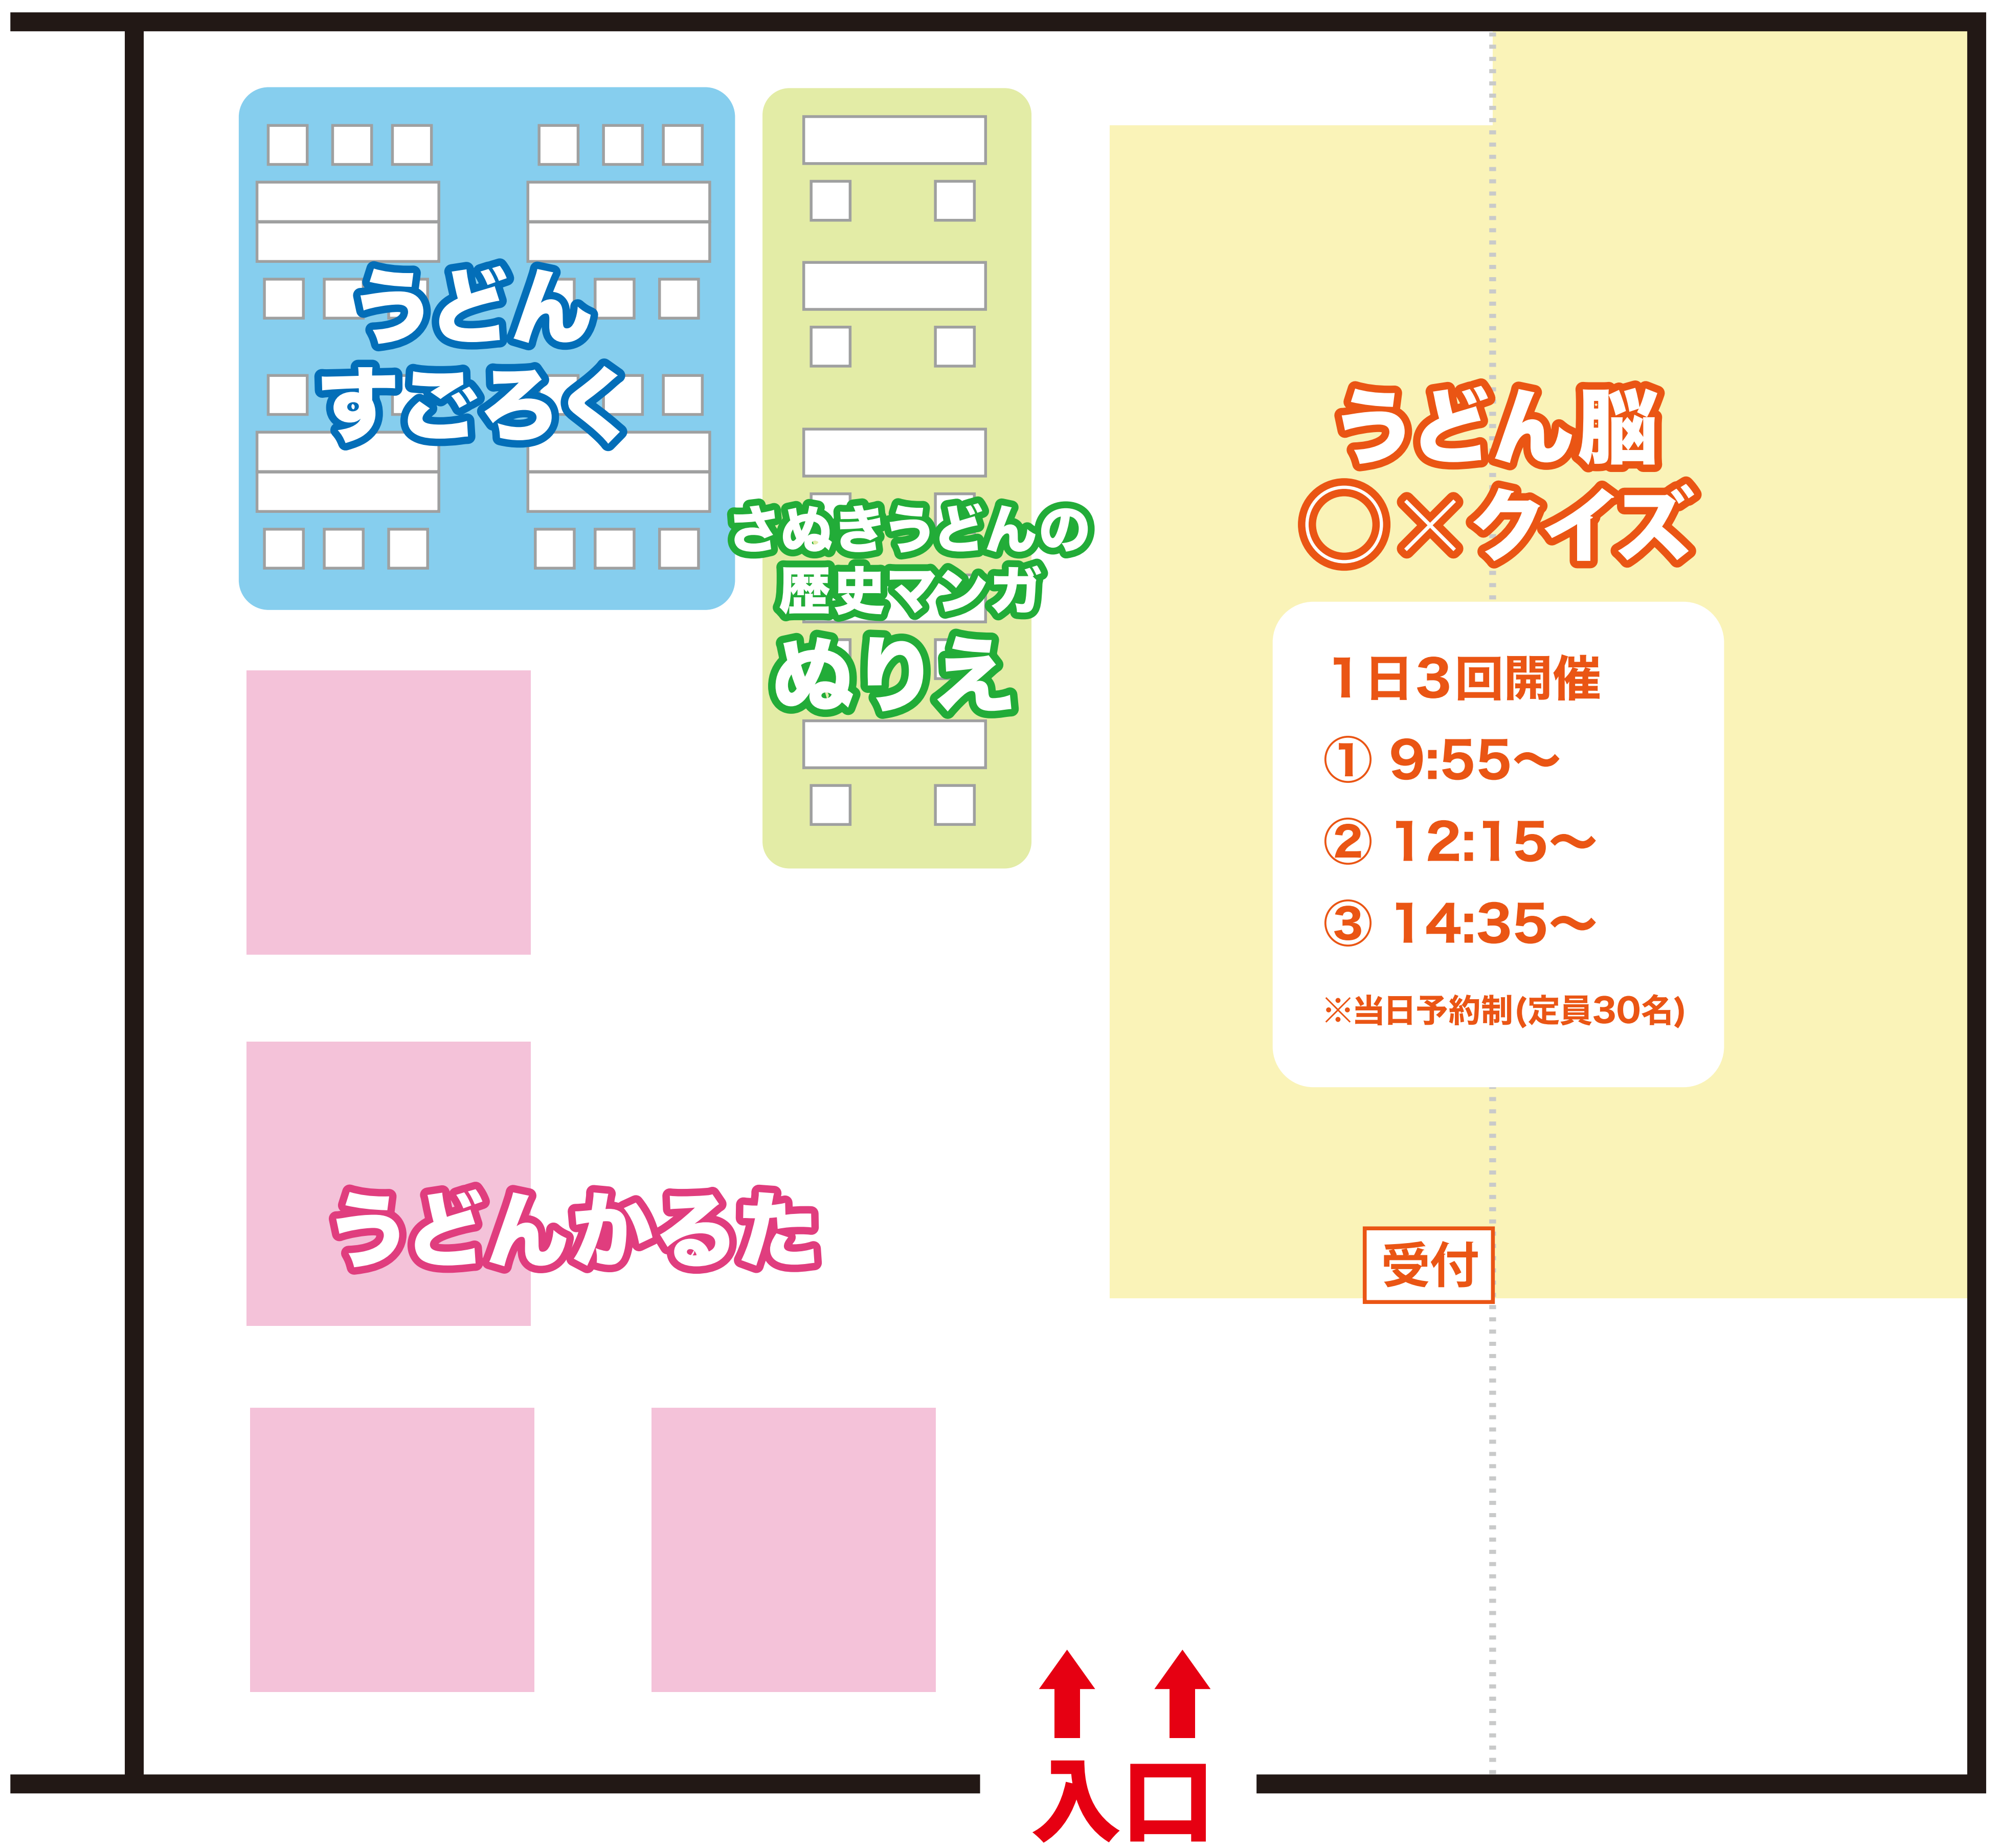 うどん
すごろく
さぬきうどんの
歴史マンガ
ぬりえ
うどん脳
○×クイズ
1日3回開催
① 9:55～
② 12:15～
③ 14:35～
※当日予約制(定員30名)
うどんかるた
受付
入口